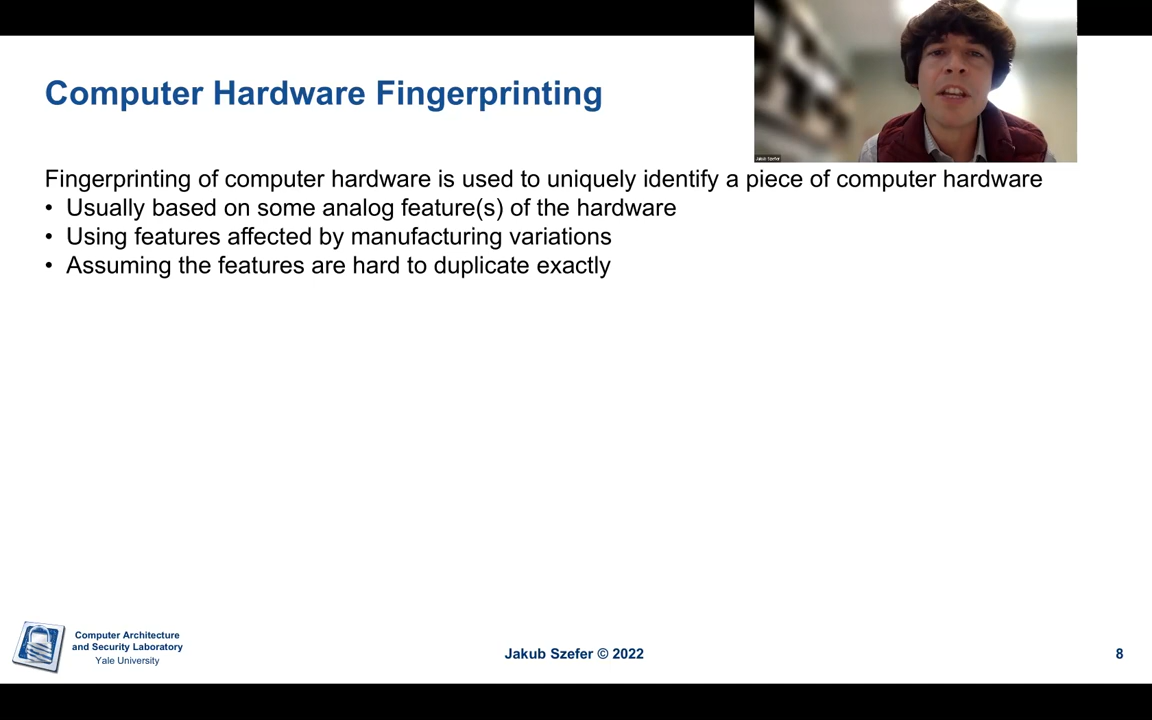 Computer Hardware Fingerprinting
Jakub Szefer
Fingerprinting of computer hardware is used to uniquely identify a piece of computer hardware
• Usually based on some analog feature(s) of the hardware
• Using features affected by manufacturing variations
• Assuming the features are hard to duplicate exactly
Computer Architecture
and Security Laboratory
Yale University
Jakub Szefer © 2022
8